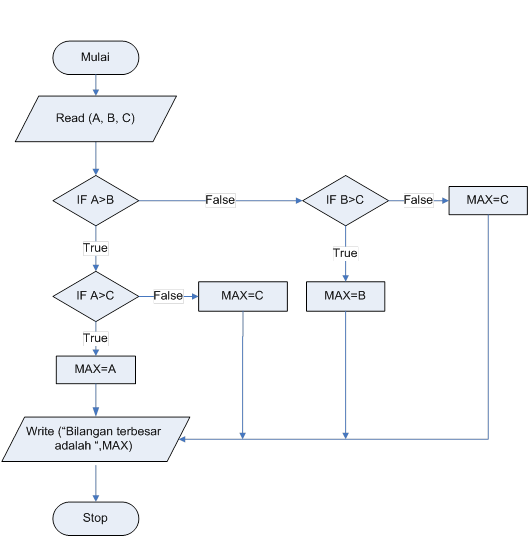 Mulai
Read (A, B, C)
IF A>B
False
IF B>C
False
MAX=C
True
True
IF A>C
False
MAX=C
MAX=B
True
MAX=A
Write (“Bilangan terbesar
adalah “,MAX)
Stop